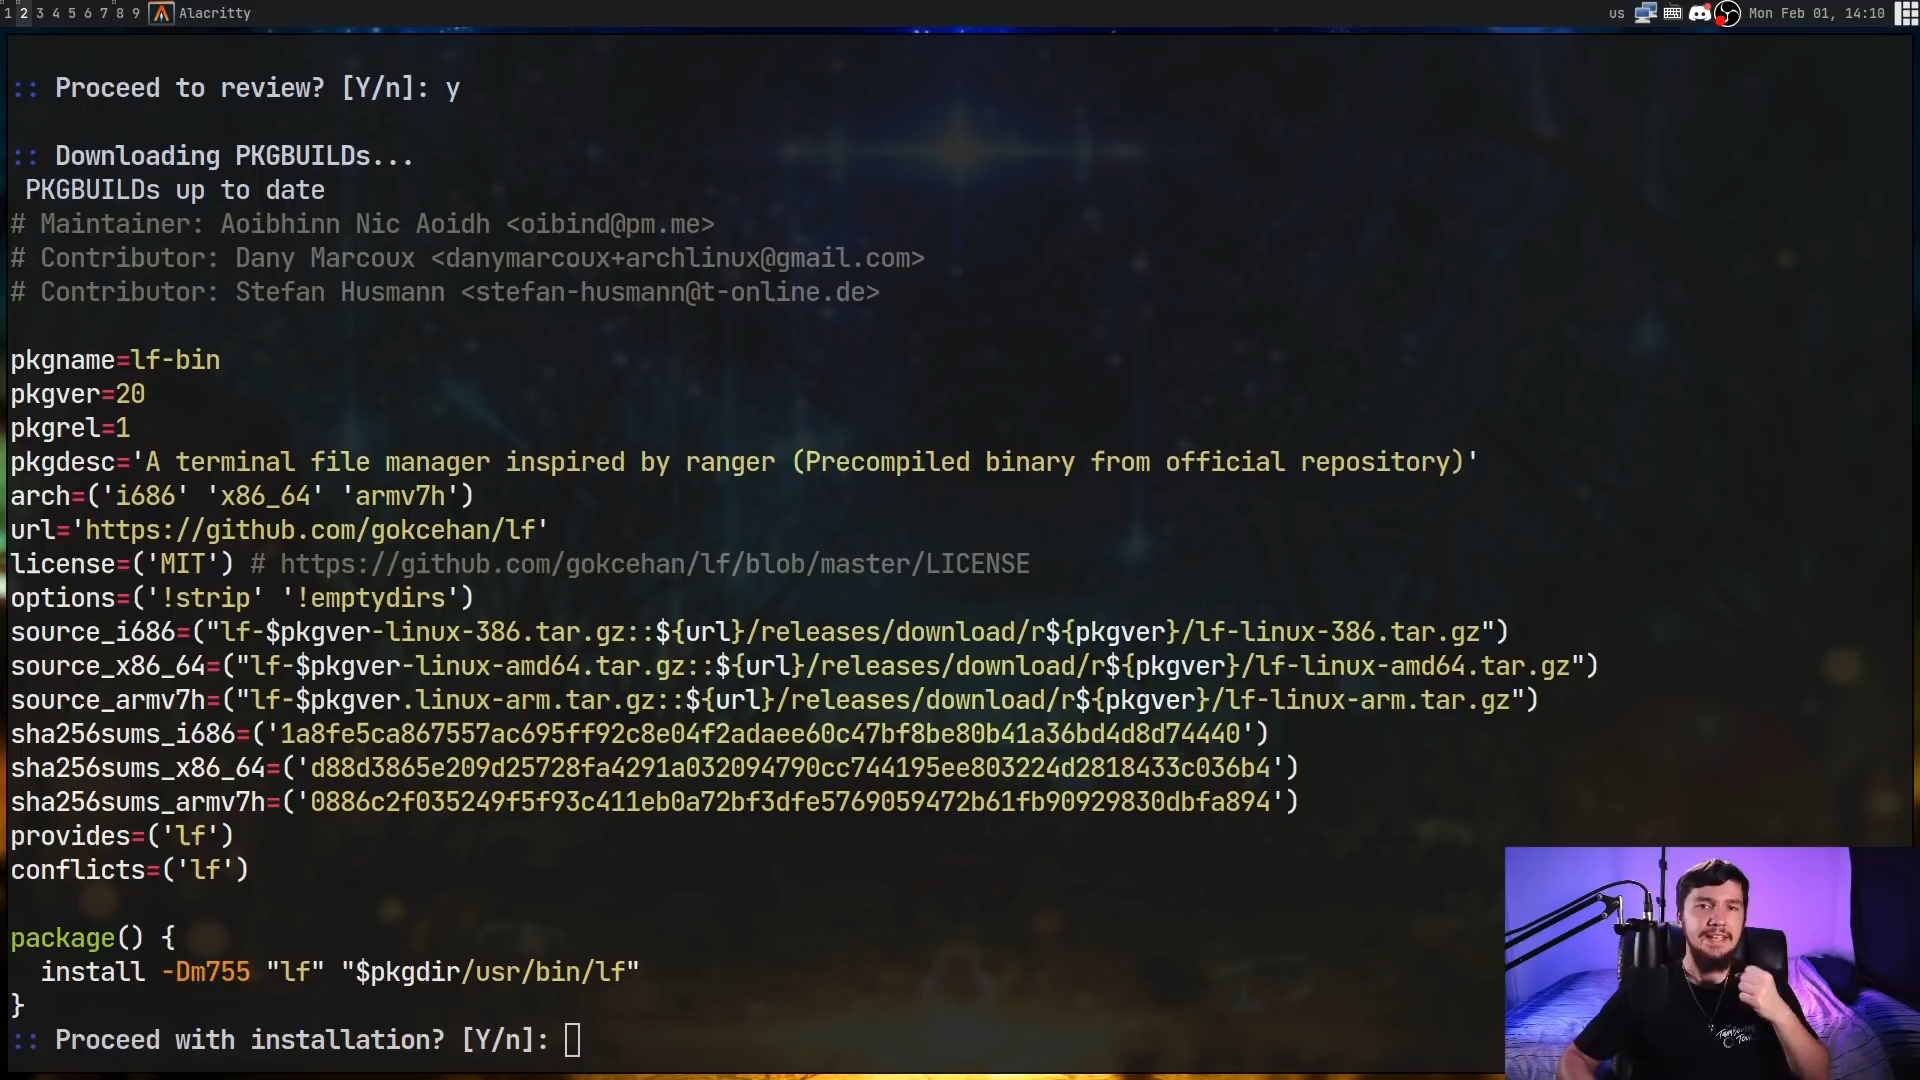 1 2 3 4 5 6 7 8 9 Alacritty us Mon Feb 01, 14:10
:: Proceed to review? [Y/n]: y
:: Downloading PKGBUILDs...
PKGBUILDs up to date
# Maintainer: Aoibhinn Nic Aoidh <oibind@pm.me>
# Contributor: Dany Marcoux <danymarcoux+archlinux@gmail.com>
# Contributor: Stefan Husmann <stefan-husmann@t-online.de>
pkgname=lf-bin
pkgver=20
pkgrel=1
pkgdesc='A terminal file manager inspired by ranger (Precompiled binary from official repository)'
arch=('i686' 'x86_64' 'armv7h')
url='https://github.com/gokcehan/lf'
license=('MIT') # https://github.com/gokcehan/lf/blob/master/LICENSE
options=('!strip' '!emptydirs')
source_i686=("lf-$pkgver-linux-386.tar.gz::${url}/releases/download/r${pkgver}/lf-linux-386.tar.gz")
source_x86_64=("lf-$pkgver-linux-amd64.tar.gz::${url}/releases/download/r${pkgver}/lf-linux-amd64.tar.gz")
source_armv7h=("lf-$pkgver.linux-arm.tar.gz::${url}/releases/download/r${pkgver}/lf-linux-arm.tar.gz")
sha256sums_i686=('1a8fe5ca867557ac695ff92c8e04f2adaee60c47bf8be80b41a36bd4d8d74440')
sha256sums_x86_64=('d88d3865e209d25728fa4291a032094790cc744195ee803224d2818433c036b4')
sha256sums_armv7h=('0886c2f035249f5f93c411eb0a72bf3dfe5769059472b61fb90929830dbfa894')
provides=('lf')
conflicts=('lf')
package() {
install -Dm755 "lf" "$pkgdir/usr/bin/lf"
}
:: Proceed with installation? [Y/n]: